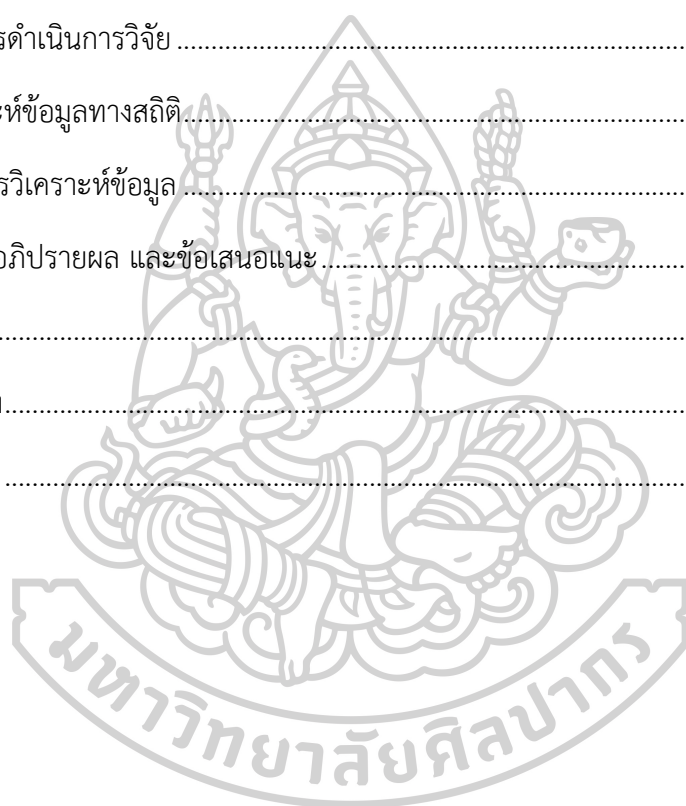 รดำเนินการวิจัย ........................................................................................
ะห์ข้อมูลทางสถิติ........................................................................................
รวิเคราะห์ข้อมูล ........................................................................................
อภิปรายผล และข้อเสนอแนะ................................................................
........................................................................................................................
........................................................................................................................
........................................................................................................................
มหาวิทยาลัยศิลปากร